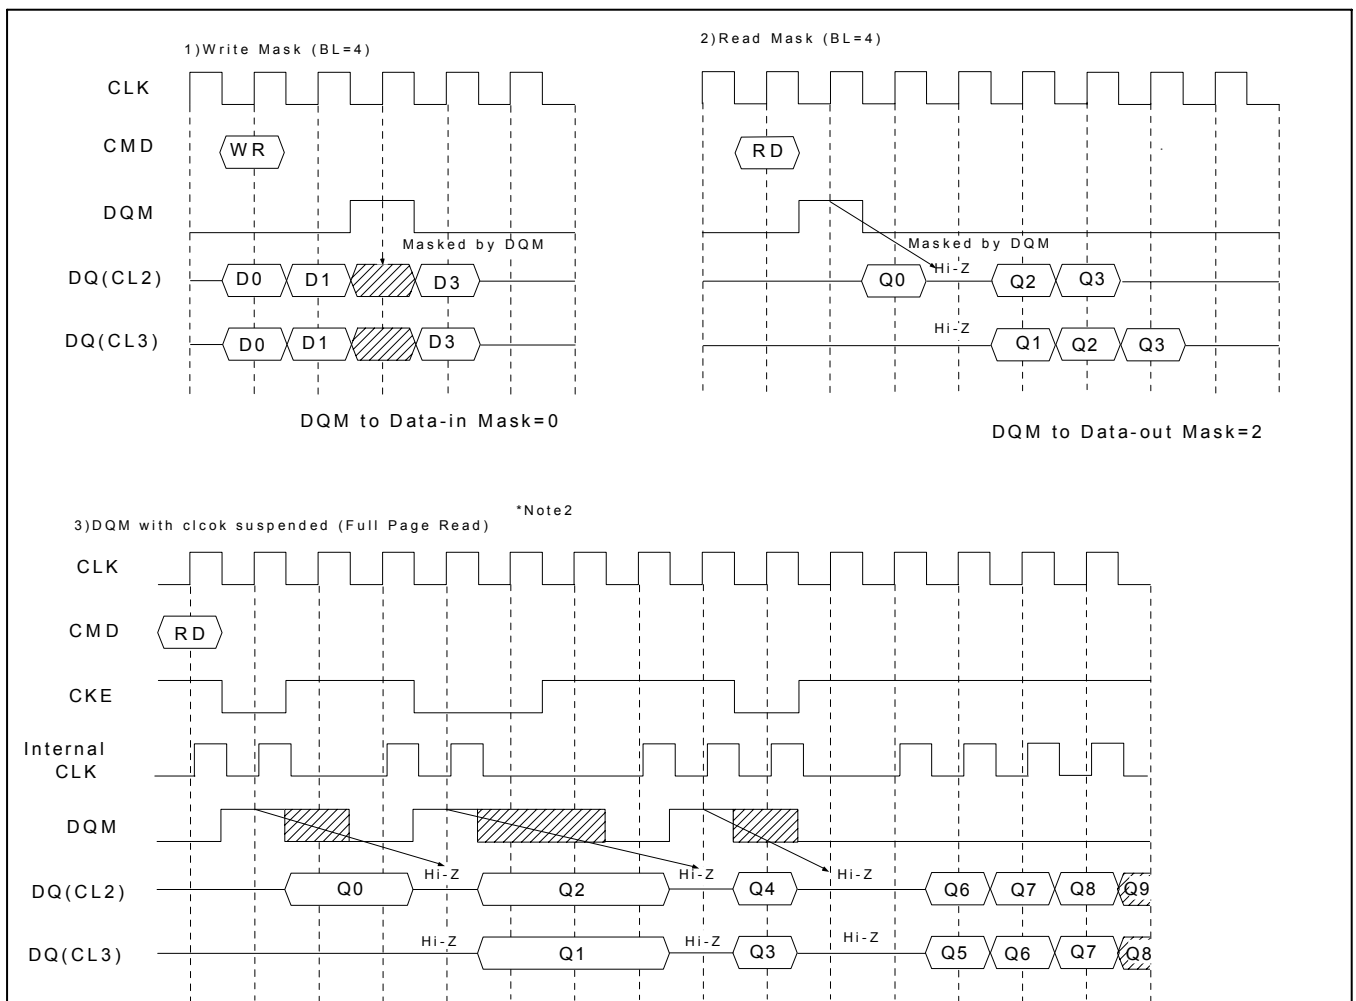 1)Write Mask (BL=4)
2)Read Mask (BL=4)
CLK
CMD
WR
RD
DQM
Masked by DQM
Masked by DQM
DQ(CL2)
D0
D1
D3
Q0
Hi-Z
Q2
Q3
DQ(CL3)
D0
D1
D3
Hi-Z
Q1
Q2
Q3
DQM to Data-in Mask=0
DQM to Data-out Mask=2
3)DQM with clcok suspended (Full Page Read)
*Note2
CLK
CMD
RD
CKE
Internal
CLK
DQM
DQ(CL2)
Q0
Hi-Z
Q2
Hi-Z
Q4
Hi-Z
Q6
Q7
Q8
Q9
DQ(CL3)
Hi-Z
Q1
Hi-Z
Q3
Hi-Z
Q5
Q6
Q7
Q8